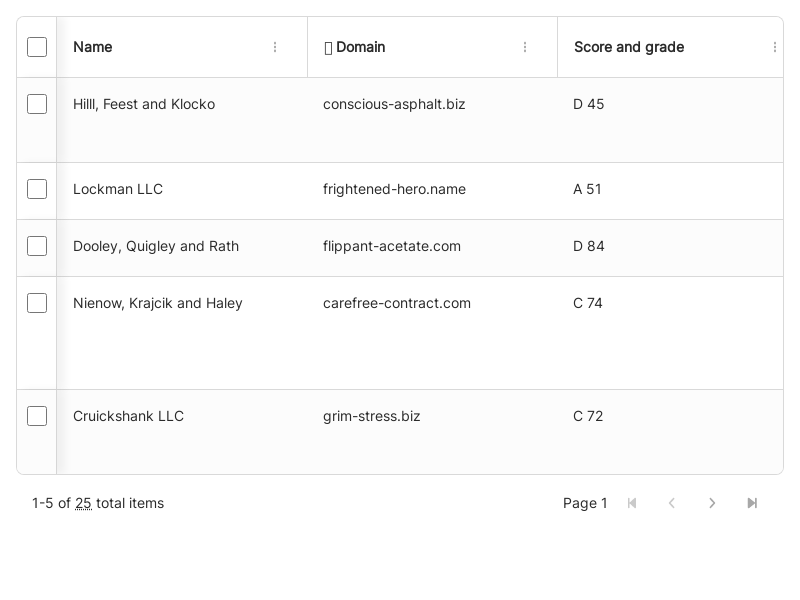 Name Domain Score and grade
Hilll, Feest and Klocko conscious-asphalt.biz D 45
Lockman LLC frightened-hero.name A 51
Dooley, Quigley and Rath flippant-acetate.com D 84
Nienow, Krajcik and Haley carefree-contract.com C 74
Cruickshank LLC grim-stress.biz C 72
1-5 of 25 total items Page 1